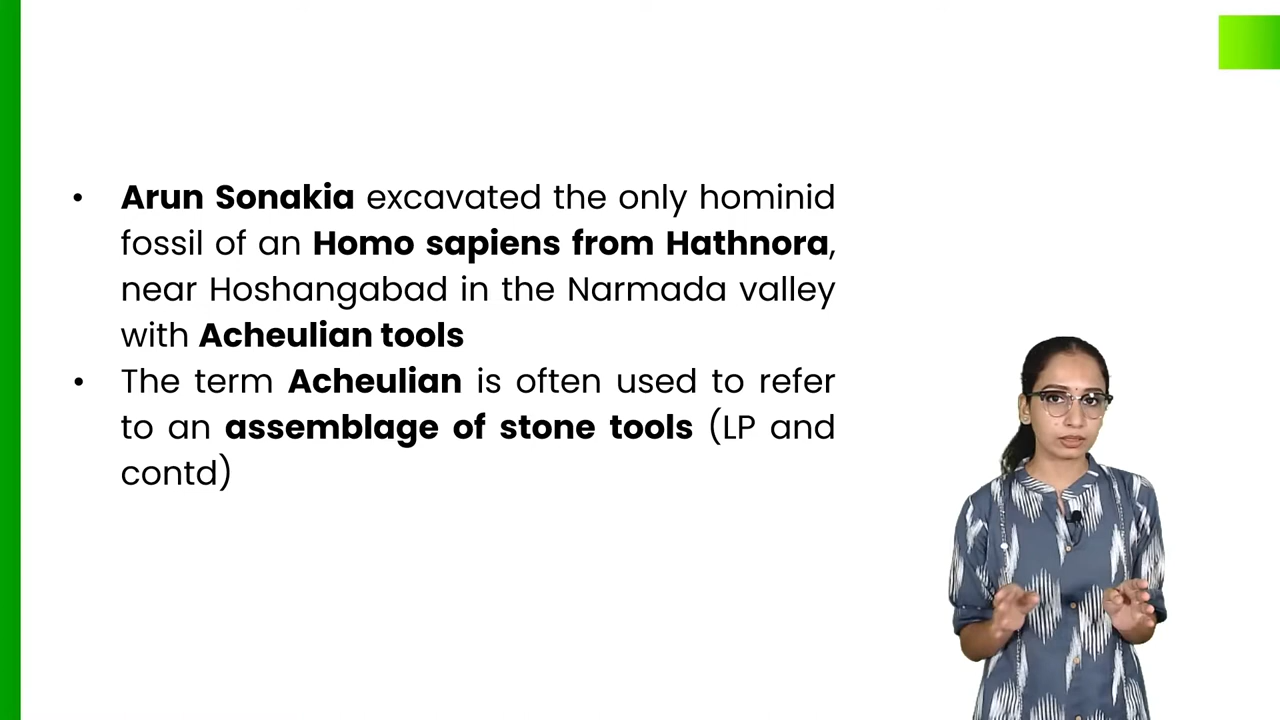 • Arun Sonakia excavated the only hominid
fossil of an Homo sapiens from Hathnora,
near Hoshangabad in the Narmada valley
with Acheulian tools
• The term Acheulian is often used to refer
to an assemblage of stone tools (LP and
contd)